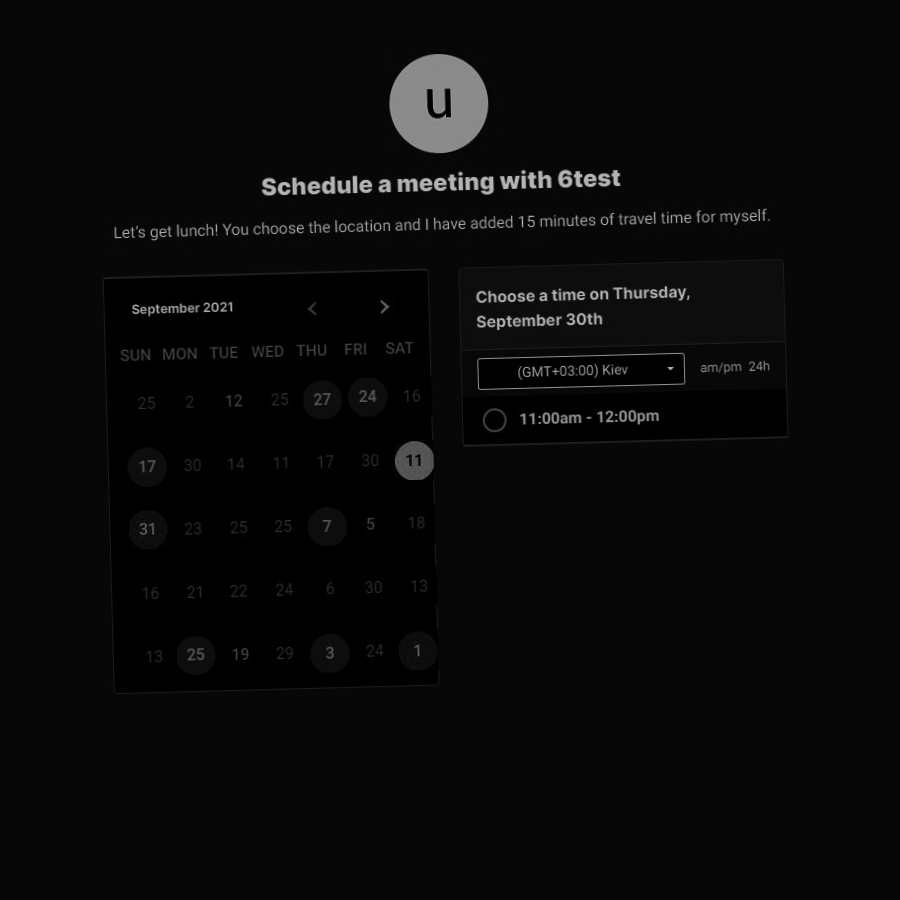 u
Schedule a meeting with 6test
Let's get lunch! You choose the location and I have added 15 minutes of travel time for myself.
September 2021
SUN MON TUE WED THU FRI SAT
25 2 12 25 27 24 16
17 30 14 11 17 30 11
31 23 25 25 7 5 18
16 21 22 24 6 30 13
13 25 19 29 3 24 1
Choose a time on Thursday,
September 30th
(GMT+03:00) Kiev am/pm 24h
11:00am - 12:00pm